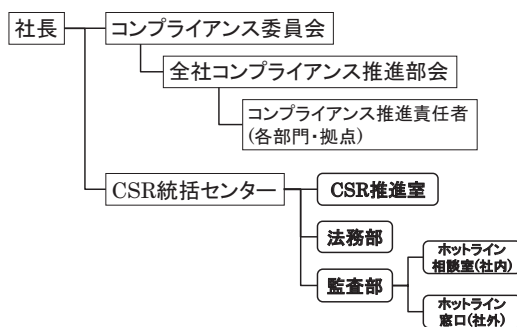 社長
コンプライアンス委員会
全社コンプライアンス推進部会
コンプライアンス推進責任者
(各部門・拠点)
CSR統括センター
CSR推進室
法務部
監査部
ホットライン
相談室(社内)
ホットライン
窓口(社外)